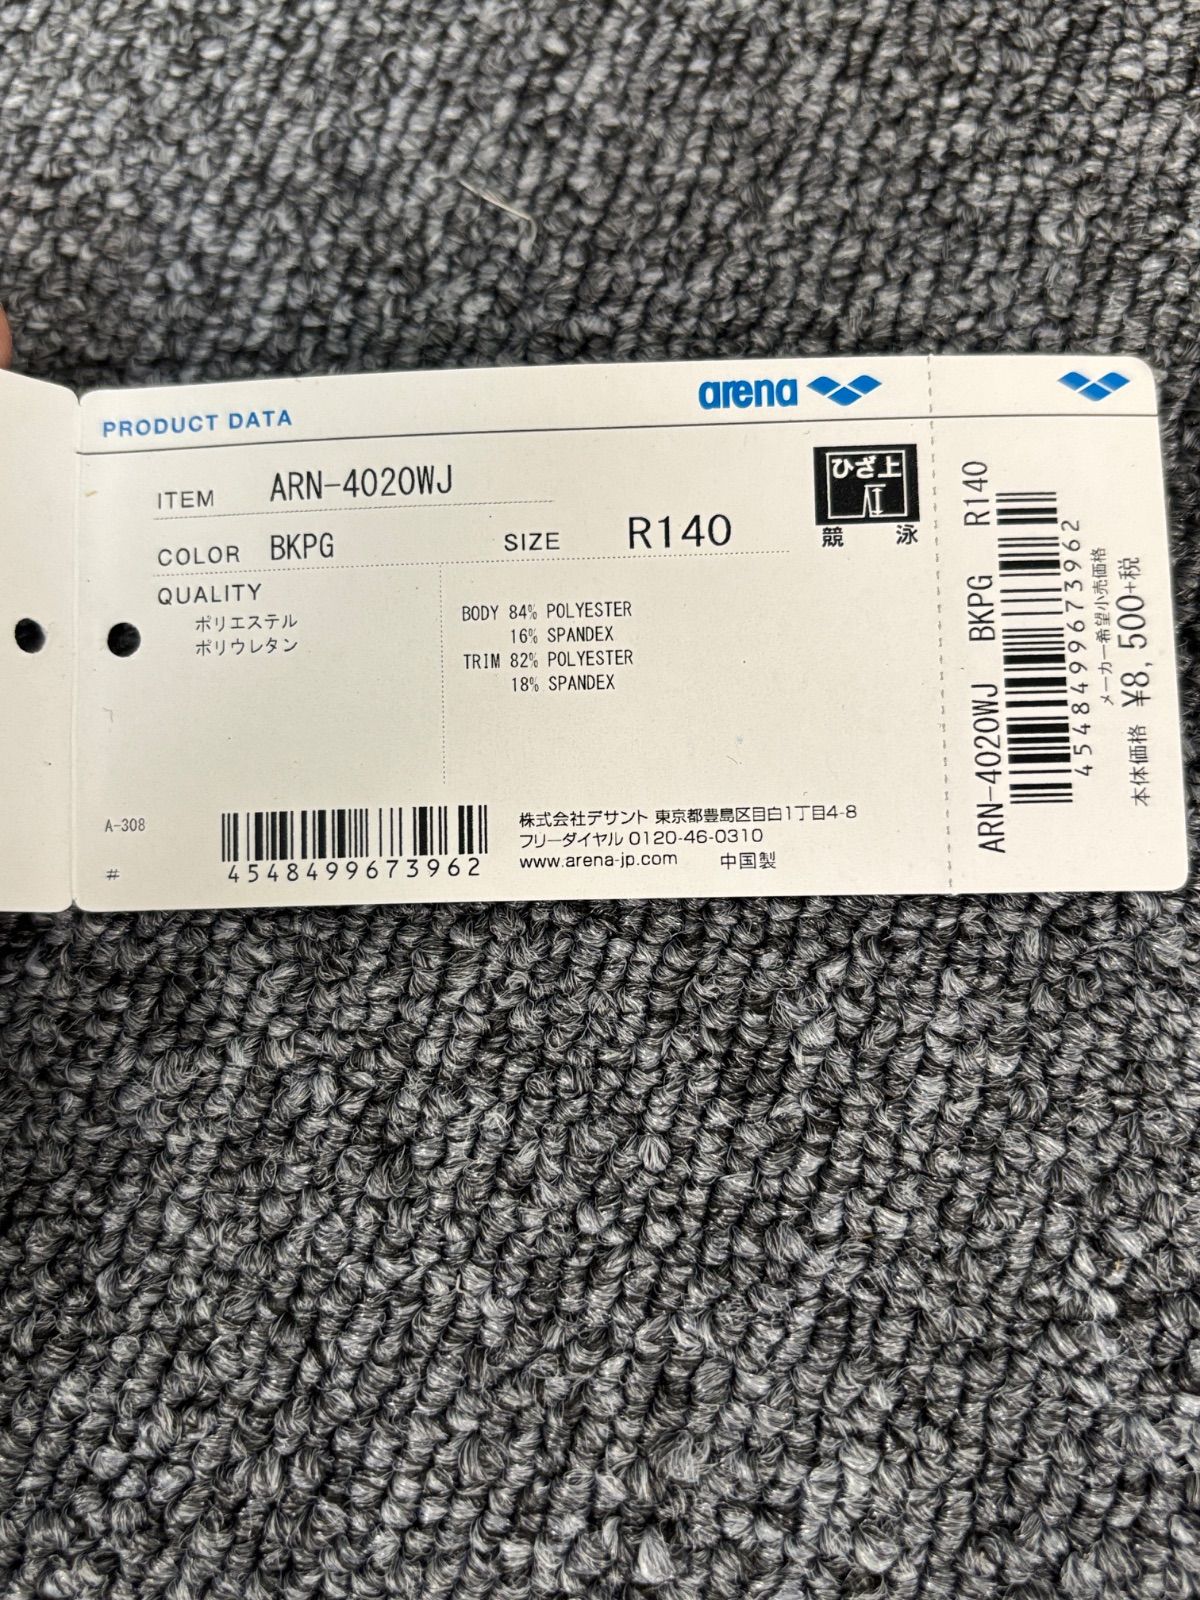 PRODUCT DATA
arena
ITEM ARN-4020WJ
COLOR BKPG
SIZE R140
ひざ上
競泳
QUALITY
ポリエステル
ポリウレタン
BODY 84% POLYESTER
16% SPANDEX
TRIM 82% POLYESTER
18% SPANDEX
A-308
#
4548499673962
株式会社デサント 東京都豊島区目白1丁目4-8
フリーダイヤル 0120-46-0310
www.arena-jp.com 中国製
ARN-4020WJ BKPG R140
4548499673962
メーカー希望小売価格
本体価格 ¥8,500+税